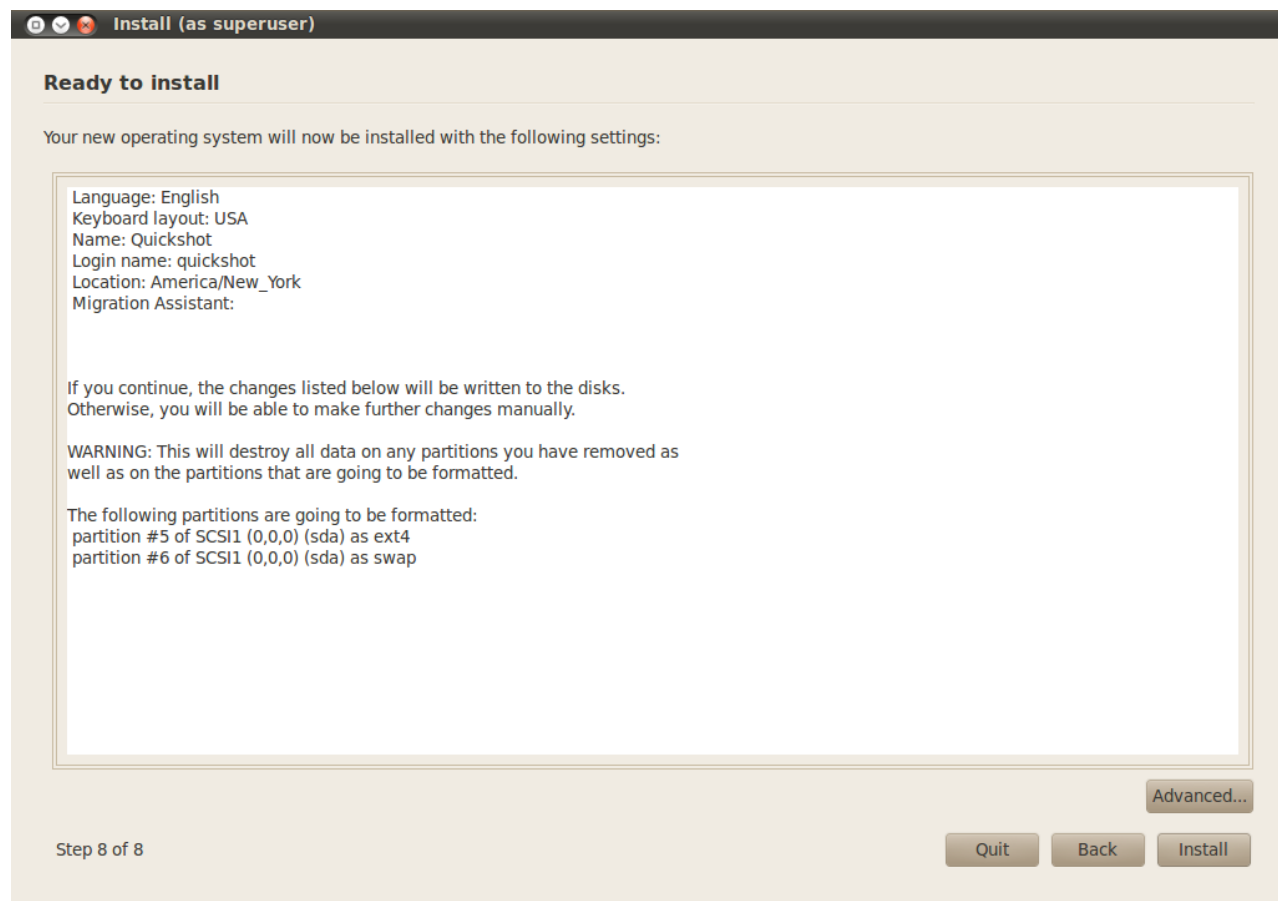 Install (as superuser)
Ready to install
Your new operating system will now be installed with the following settings:
Language: English
Keyboard layout: USA
Name: Quickshot
Login name: quickshot
Location: America/New_York
Migration Assistant:
If you continue, the changes listed below will be written to the disks.
Otherwise, you will be able to make further changes manually.
WARNING: This will destroy all data on any partitions you have removed as
well as on the partitions that are going to be formatted.
The following partitions are going to be formatted:
partition #5 of SCSI1 (0,0,0) (sda) as ext4
partition #6 of SCSI1 (0,0,0) (sda) as swap
Advanced...
Step 8 of 8
Quit
Back
Install